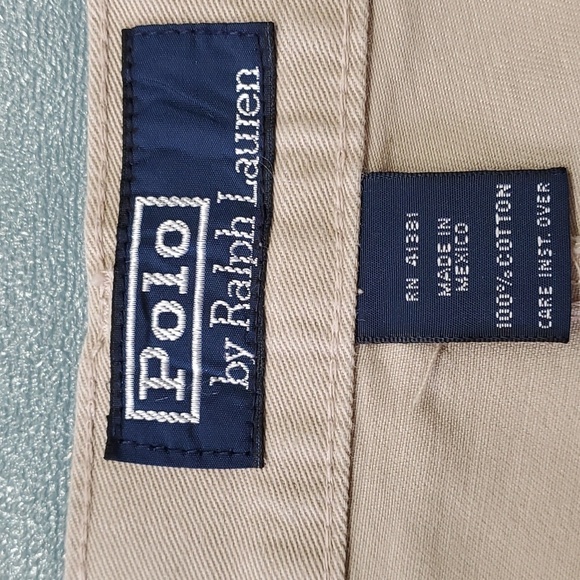 Polo
by Ralph Lauren
RN 41381
MADE IN
MEXICO
100% COTTON
CARE INST. OVER